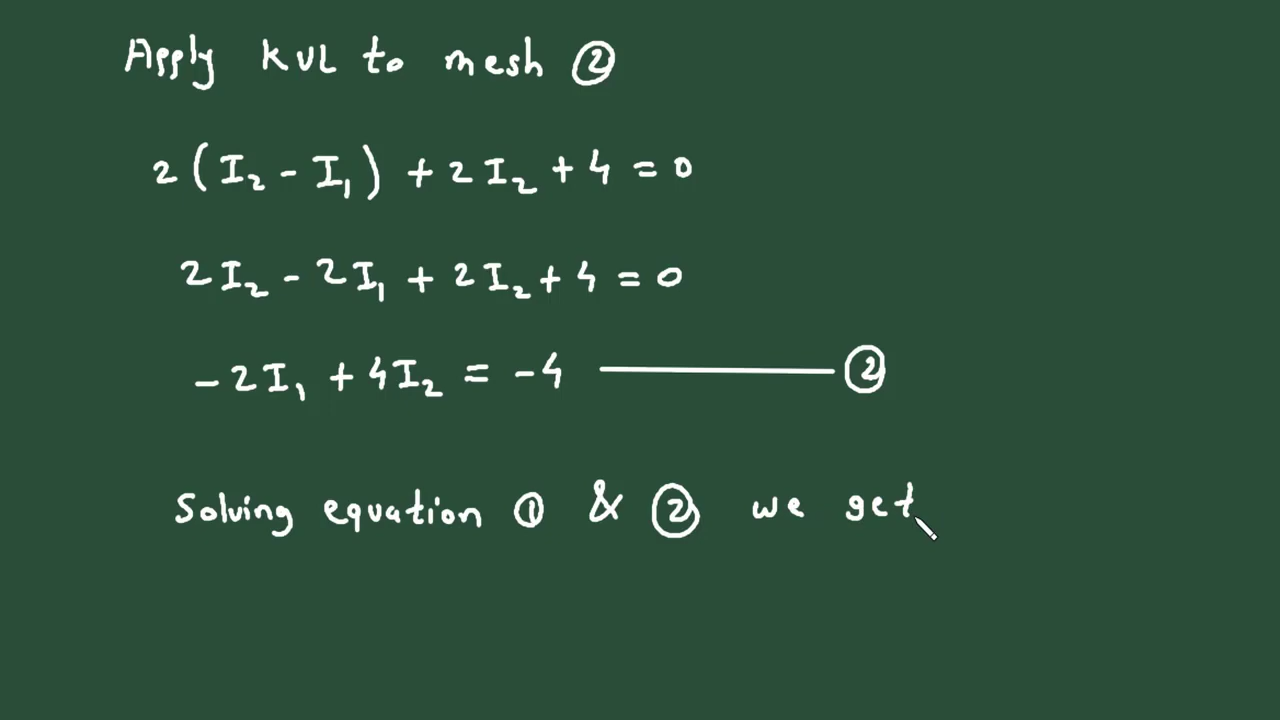 Apply KVL to mesh ②
2(I₂ - I₁) + 2I₂ + 4 = 0
2I₂ - 2I₁ + 2I₂ + 4 = 0
-2I₁ + 4I₂ = -4 ——— ②
Solving equation ① & ② we get